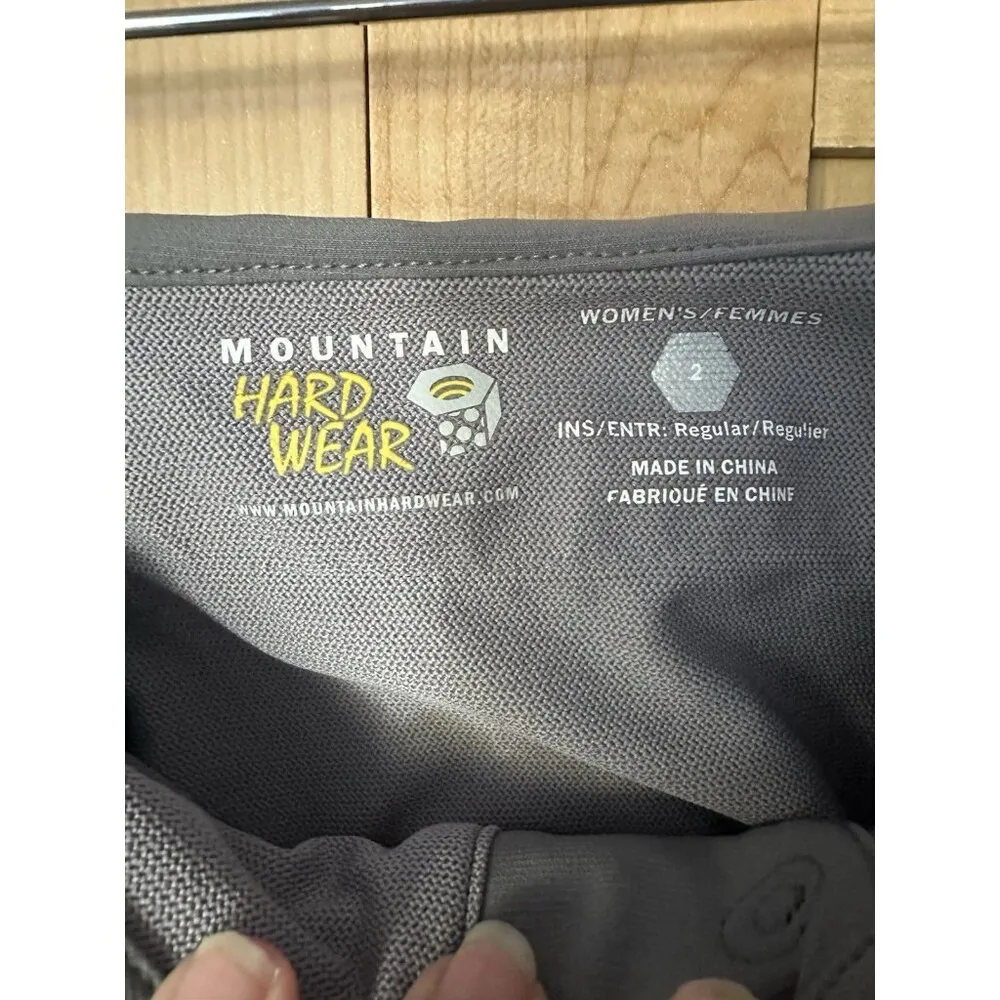 MOUNTAIN
HARD
WEAR
WWW.MOUNTAINHARDWEAR.COM
WOMEN'S/FEMMES
2
INS/ENTR: Regular/Regulier
MADE IN CHINA
FABRIQUÉ EN CHINE